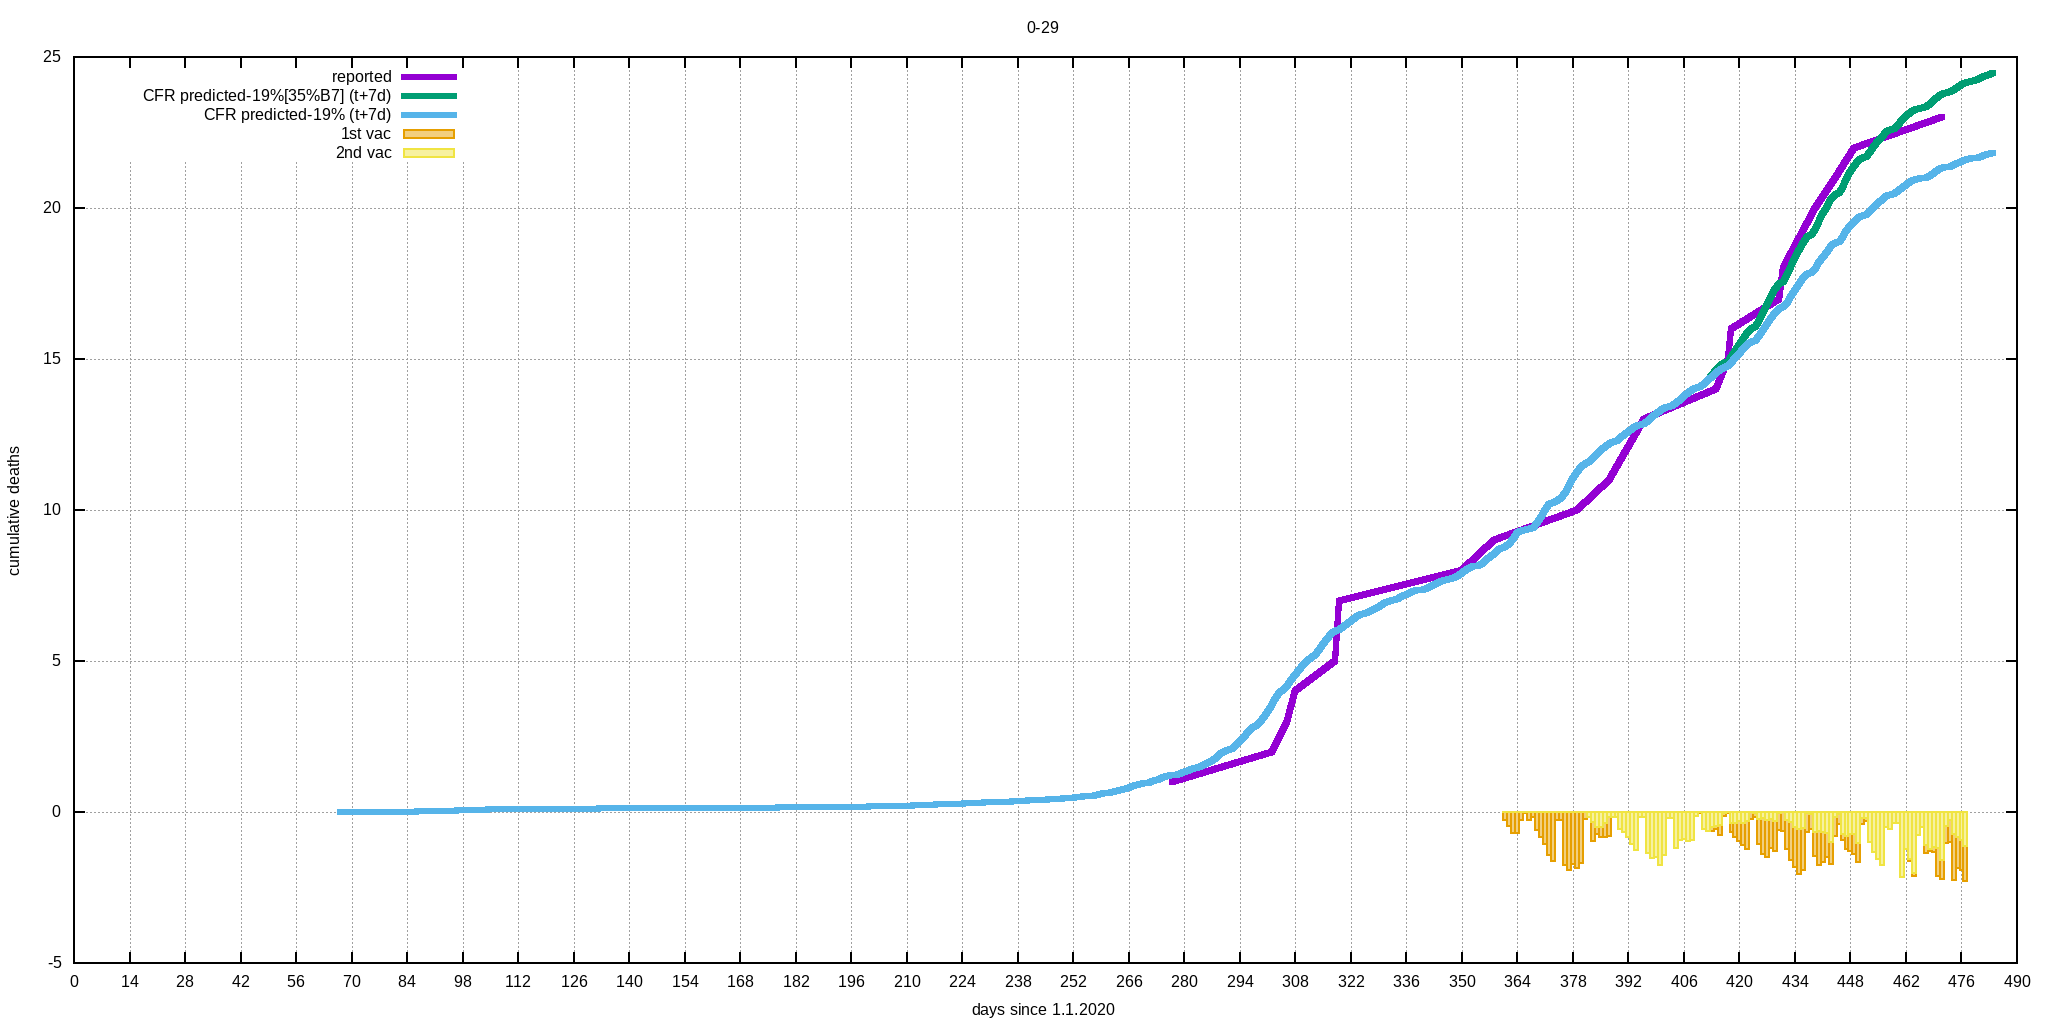 0-29
25
20
15
10
5
0
-5
cumulative deaths
reported
CFR predicted-19%[35%B7] (t+7d)
CFR predicted-19% (t+7d)
1st vac
2nd vac
0 14 28 42 56 70 84 98 112 126 140 154 168 182 196 210 224 238 252 266 280 294 308 322 336 350 364 378 392 406 420 434 448 462 476 490
days since 1.1.2020